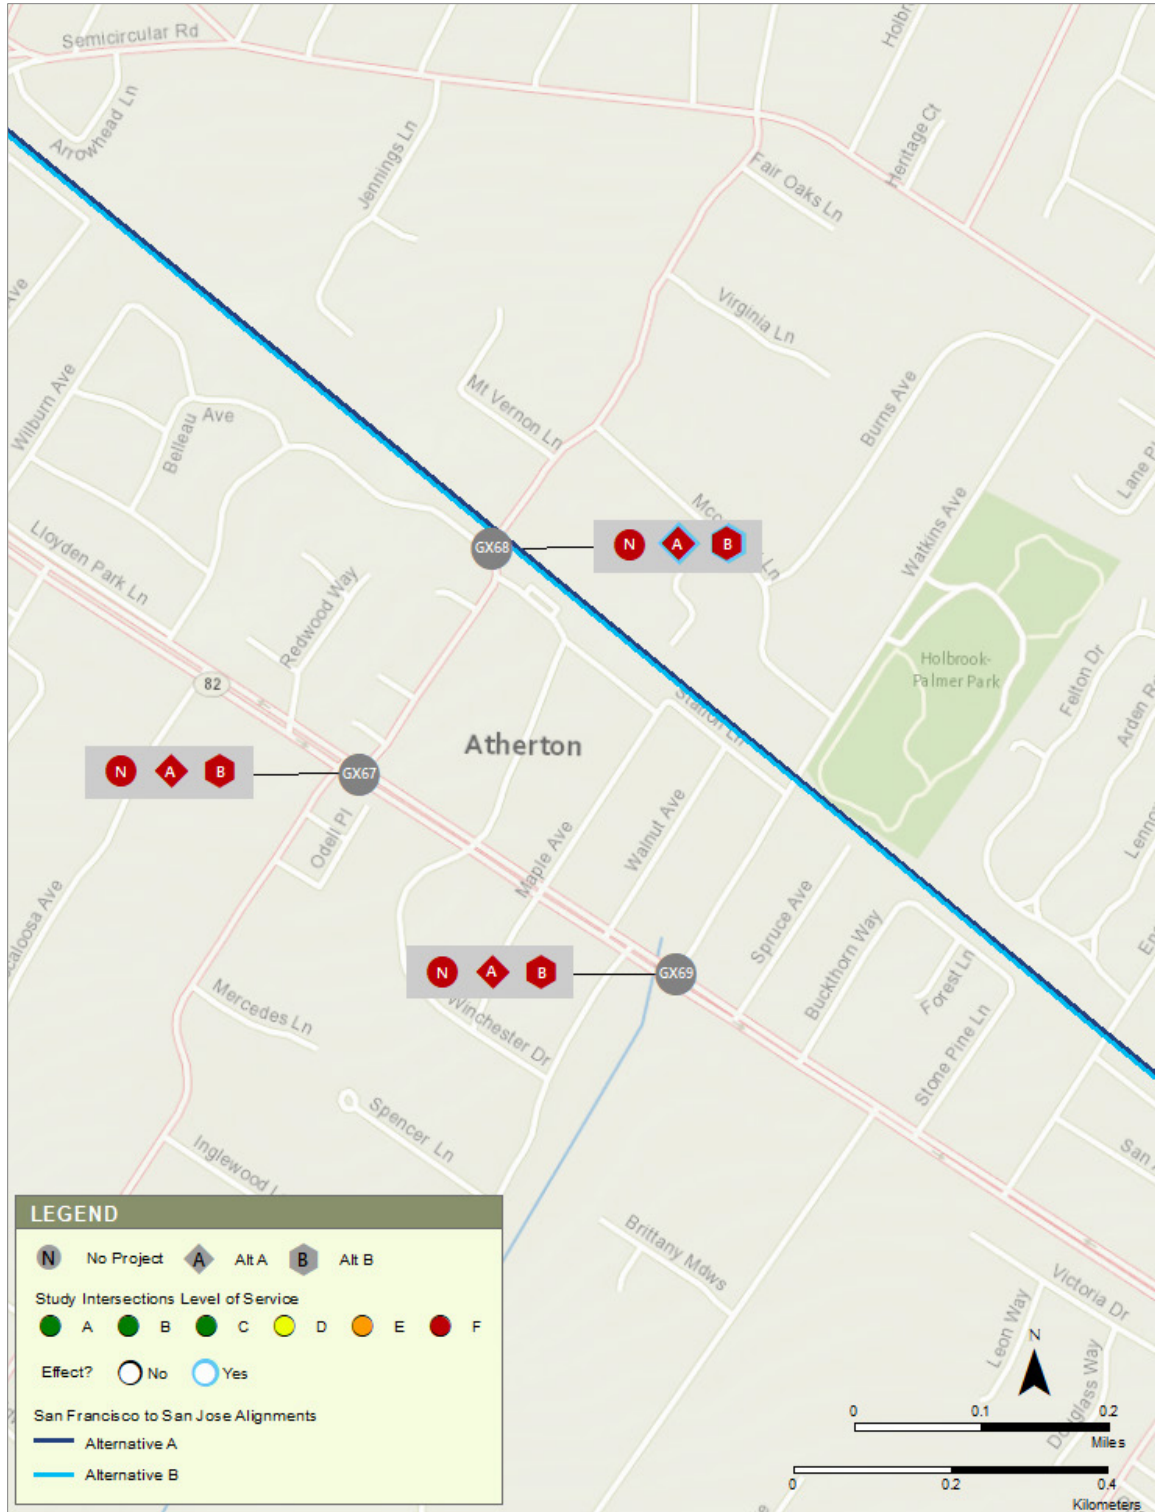 Semicircular Rd
Arrowhead Ln
Jennings Ln
Heritage Ct
Fair Oaks Ln
Virginia Ln
Wilburn Ave
Belleau Ave
Mt Vernon Ln
Burns Ave
Watkins Ave
Lloyden Park Ln
Redwood Way
GX68
N A B
82
Holbrook-
Palmer Park
Felton Dr
Station Ln
Atherton
N A B
GX67
Odell Pl
Maple Ave
Walnut Ave
Spruce Ave
Buckthorn Way
Forest Ln
Stone Pine Ln
N A B
GX69
Mercedes Ln
Winchester Dr
Spencer Ln
Brittany Mdws
Victoria Dr
Leon Way
Douglass Way
LEGEND
N No Project A Alt A B Alt B
Study Intersections Level of Service
A B C D E F
Effect? No Yes
San Francisco to San Jose Alignments
Alternative A
Alternative B
N
0 0.1 0.2
Miles
0 0.2 0.4
Kilometers